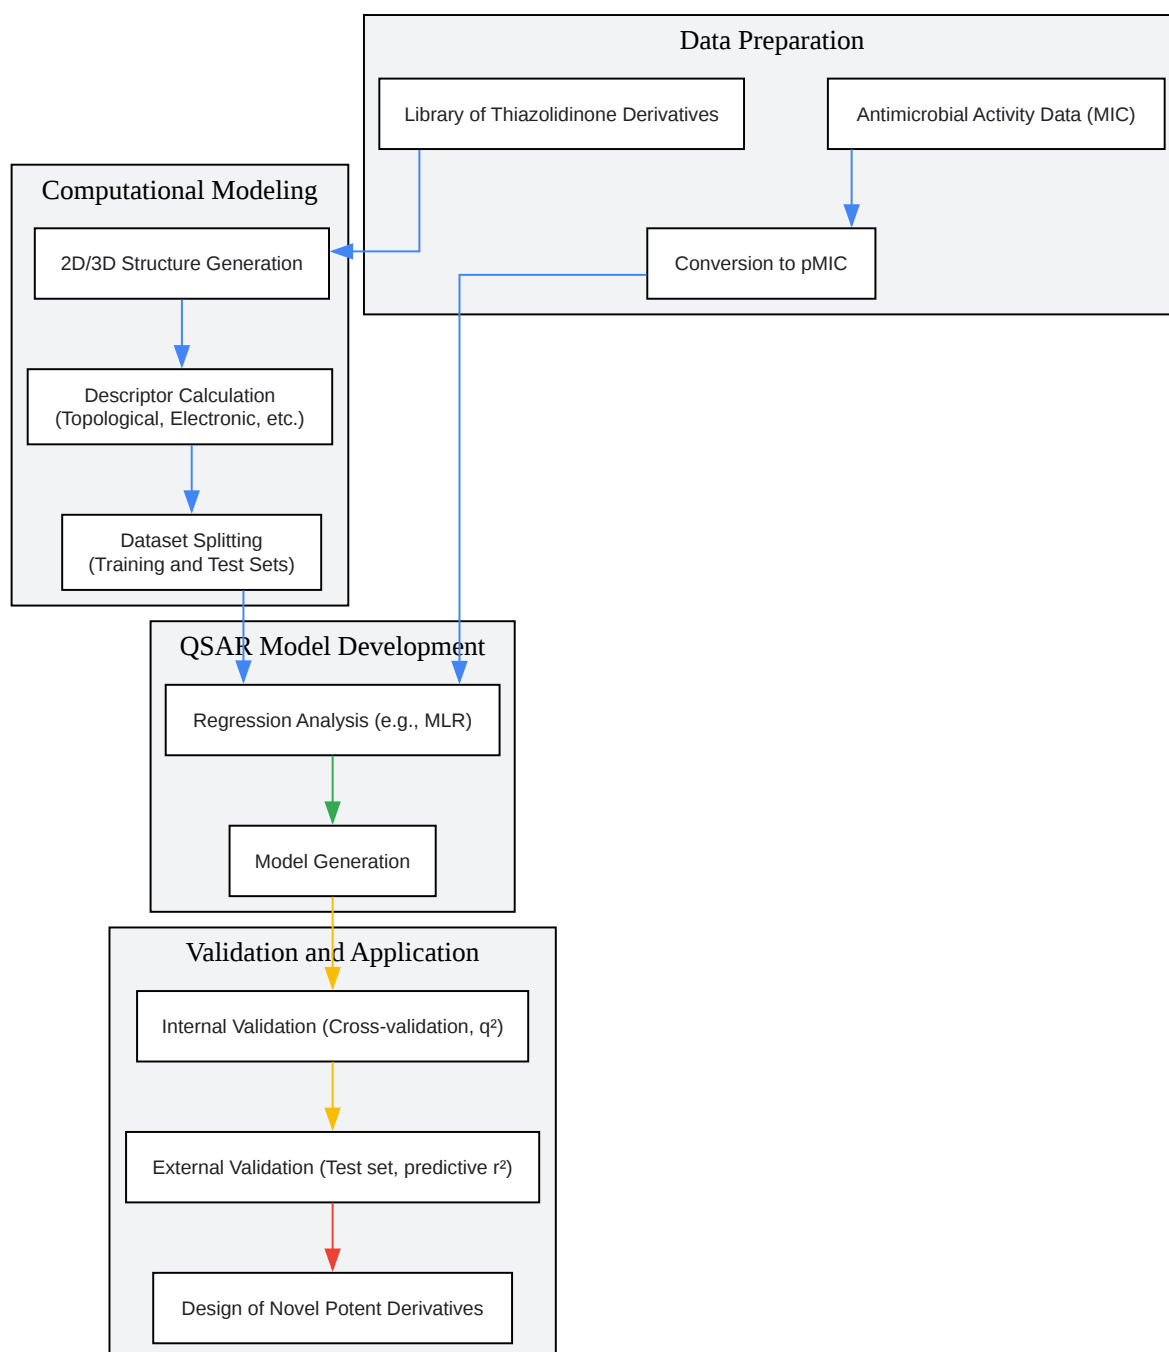 Data Preparation
Library of Thiazolidinone Derivatives
Antimicrobial Activity Data (MIC)
Conversion to pMIC
Computational Modeling
2D/3D Structure Generation
Descriptor Calculation
(Topological, Electronic, etc.)
Dataset Splitting
(Training and Test Sets)
QSAR Model Development
Regression Analysis (e.g., MLR)
Model Generation
Validation and Application
Internal Validation (Cross-validation, q²)
External Validation (Test set, predictive r²)
Design of Novel Potent Derivatives